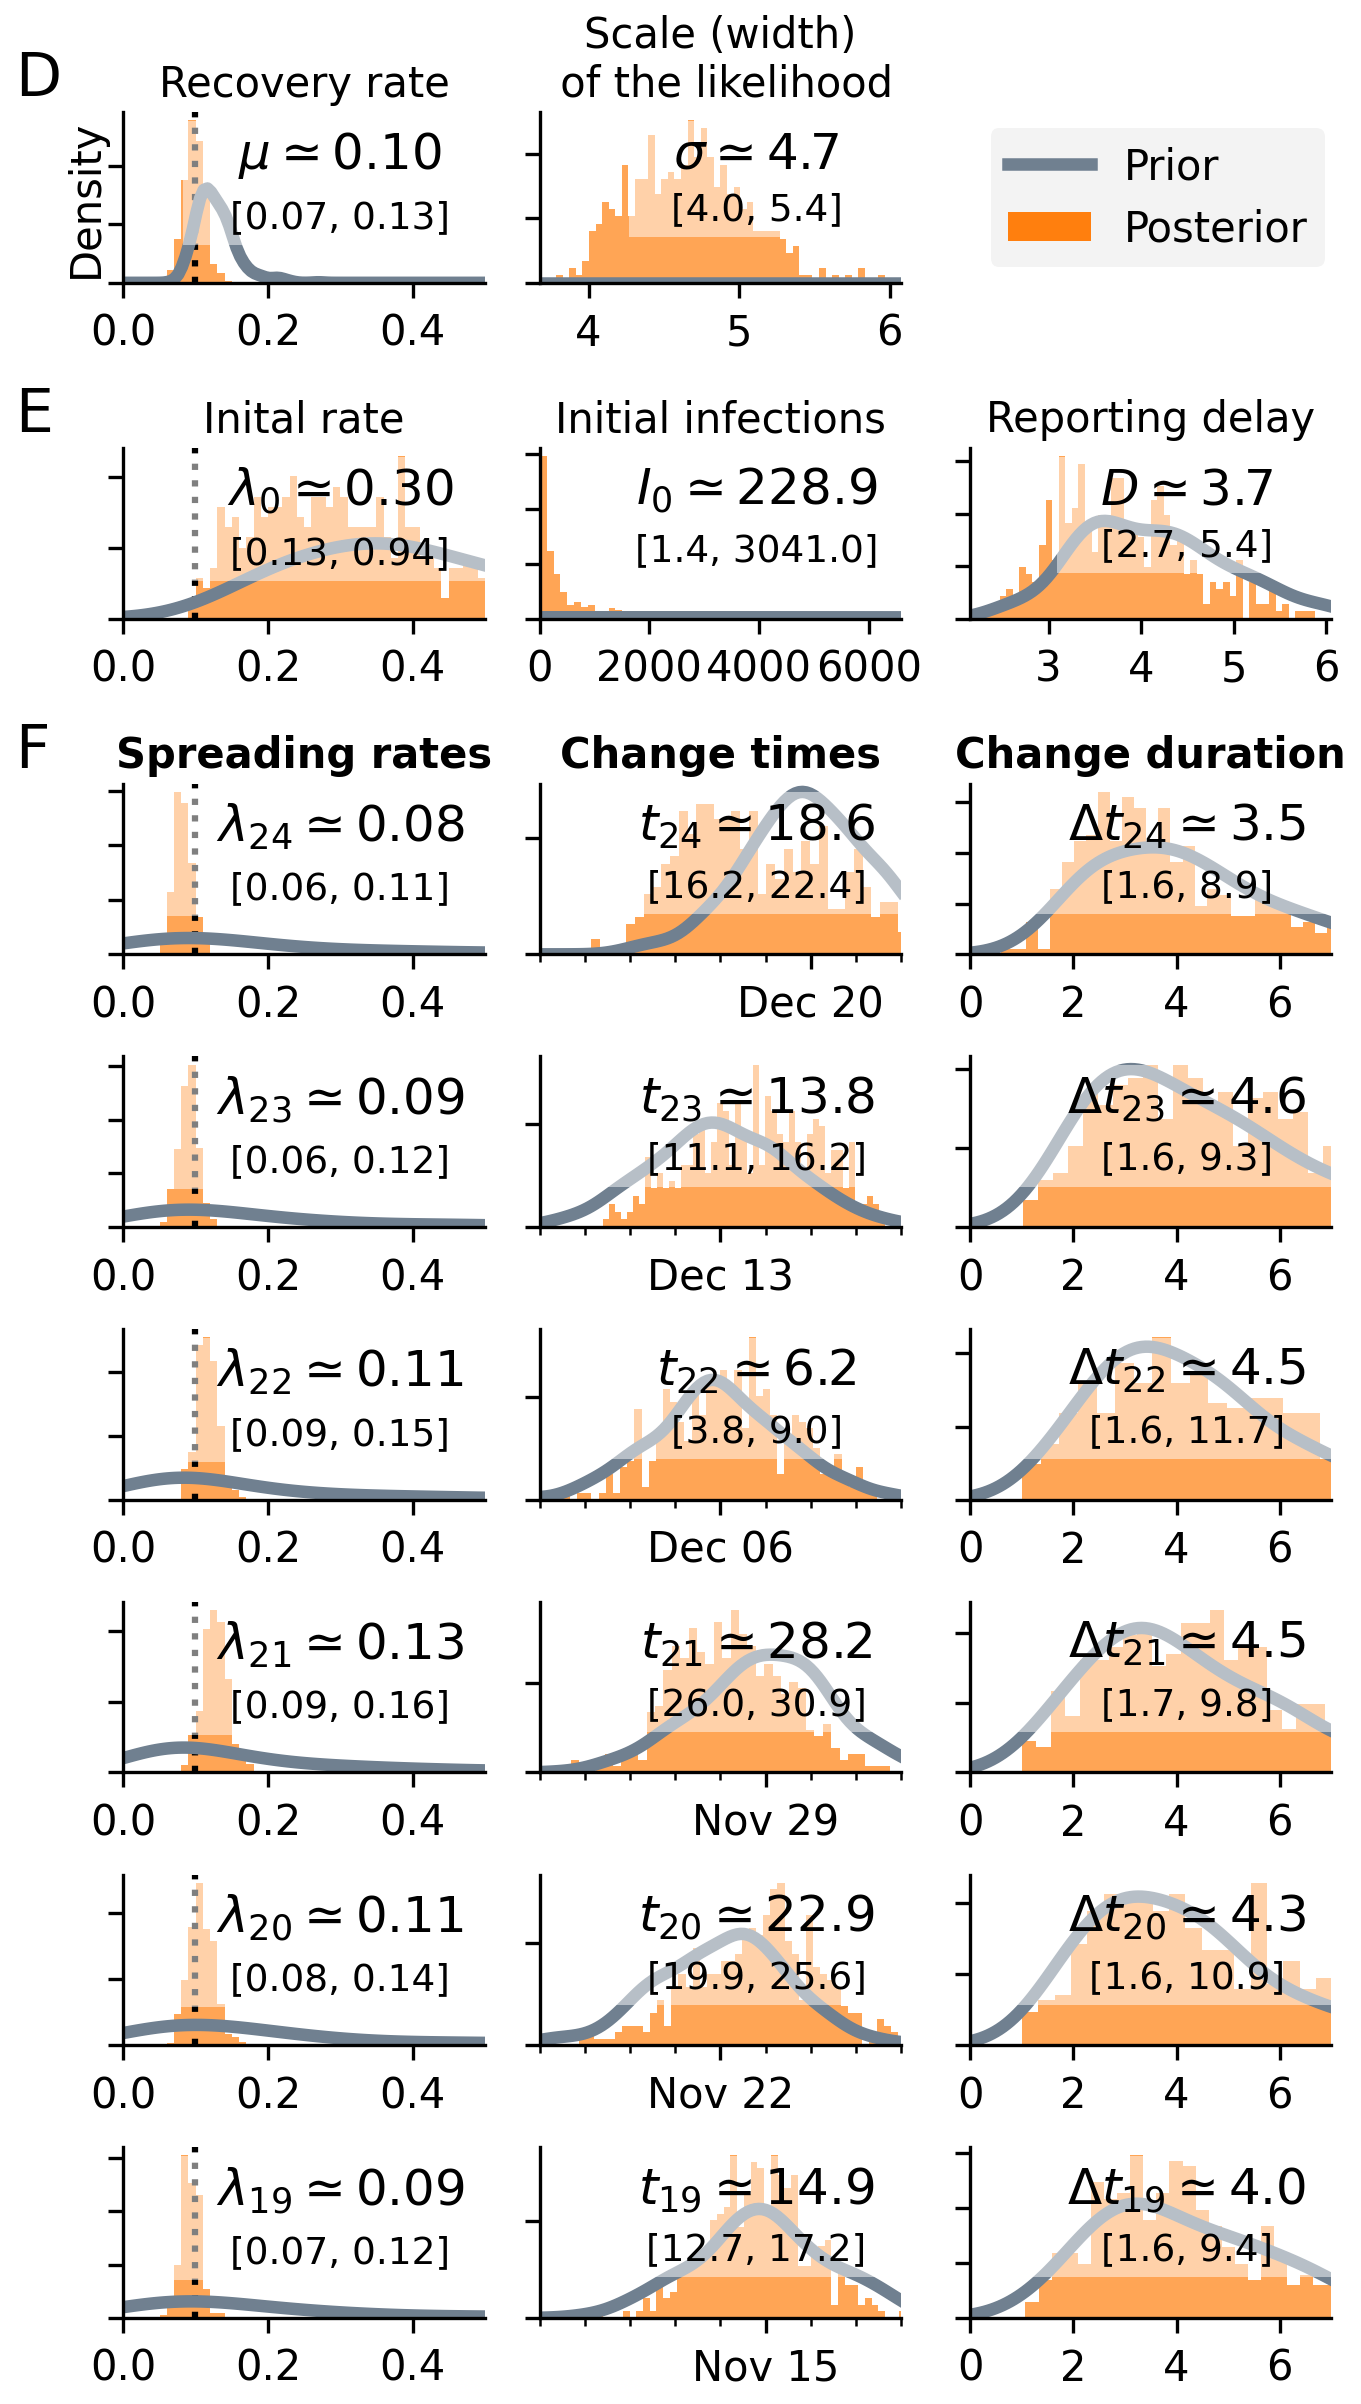 D
Recovery rate
Scale (width)
of the likelihood
Density
μ ≃ 0.10
[0.07, 0.13]
σ ≃ 4.7
[4.0, 5.4]
Prior
Posterior
0.0 0.2 0.4
4 5 6
E
Inital rate
Initial infections
Reporting delay
λ₀ ≃ 0.30
[0.13, 0.94]
I₀ ≃ 228.9
[1.4, 3041.0]
D ≃ 3.7
[2.7, 5.4]
0.0 0.2 0.4
0 2000 4000 6000
3 4 5 6
F
Spreading rates
Change times
Change duration
λ₂₄ ≃ 0.08
[0.06, 0.11]
t₂₄ ≃ 18.6
[16.2, 22.4]
Δt₂₄ ≃ 3.5
[1.6, 8.9]
0.0 0.2 0.4
Dec 20
0 2 4 6
λ₂₃ ≃ 0.09
[0.06, 0.12]
t₂₃ ≃ 13.8
[11.1, 16.2]
Δt₂₃ ≃ 4.6
[1.6, 9.3]
0.0 0.2 0.4
Dec 13
0 2 4 6
λ₂₂ ≃ 0.11
[0.09, 0.15]
t₂₂ ≃ 6.2
[3.8, 9.0]
Δt₂₂ ≃ 4.5
[1.6, 11.7]
0.0 0.2 0.4
Dec 06
0 2 4 6
λ₂₁ ≃ 0.13
[0.09, 0.16]
t₂₁ ≃ 28.2
[26.0, 30.9]
Δt₂₁ ≃ 4.5
[1.7, 9.8]
0.0 0.2 0.4
Nov 29
0 2 4 6
λ₂₀ ≃ 0.11
[0.08, 0.14]
t₂₀ ≃ 22.9
[19.9, 25.6]
Δt₂₀ ≃ 4.3
[1.6, 10.9]
0.0 0.2 0.4
Nov 22
0 2 4 6
λ₁₉ ≃ 0.09
[0.07, 0.12]
t₁₉ ≃ 14.9
[12.7, 17.2]
Δt₁₉ ≃ 4.0
[1.6, 9.4]
0.0 0.2 0.4
Nov 15
0 2 4 6